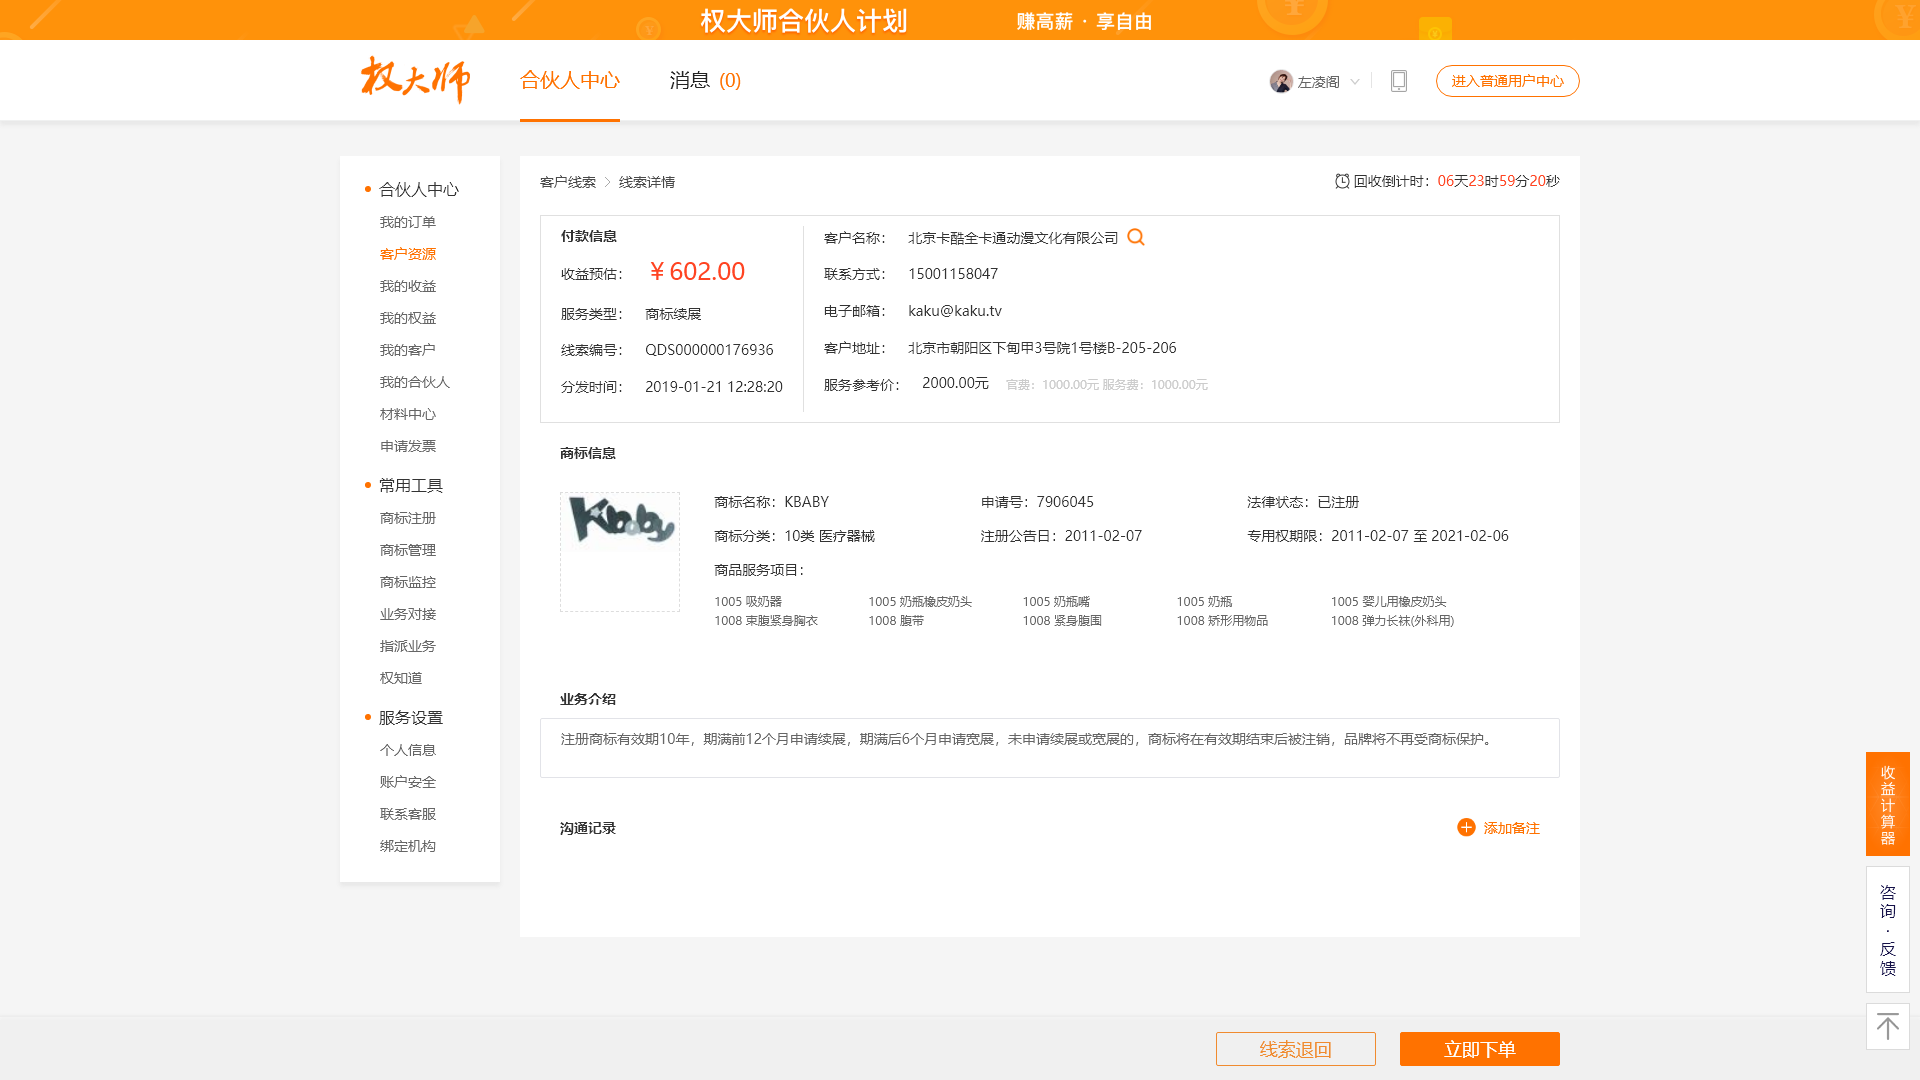 权大师合伙人计划 赚高薪 · 享自由
权大师 合伙人中心 消息 (0) 左凌阁 进入普通用户中心
合伙人中心
我的订单
客户资源
我的收益
我的权益
我的客户
我的合伙人
材料中心
申请发票
常用工具
商标注册
商标管理
商标监控
业务对接
指派业务
权知道
服务设置
个人信息
账户安全
联系客服
绑定机构
客户线索 > 线索详情 回收倒计时：06天23时59分20秒
付款信息
收益预估： ￥602.00
服务类型： 商标续展
线索编号： QDS000000176936
分发时间： 2019-01-21 12:28:20
客户名称： 北京卡酷全卡通动漫文化有限公司
联系方式： 15001158047
电子邮箱： kaku@kaku.tv
客户地址： 北京市朝阳区下甸甲3号院1号楼B-205-206
服务参考价： 2000.00元 官费：1000.00元 服务费：1000.00元
商标信息
Kbaby
商标名称：KBABY 申请号：7906045 法律状态：已注册
商标分类：10类 医疗器械 注册公告日：2011-02-07 专用权期限：2011-02-07 至 2021-02-06
商品服务项目：
1005 吸奶器 1005 奶瓶橡皮奶头 1005 奶瓶嘴 1005 奶瓶 1005 婴儿用橡皮奶头
1008 束腹紧身胸衣 1008 腹带 1008 紧身腹围 1008 矫形用物品 1008 弹力长袜(外科用)
业务介绍
注册商标有效期10年，期满前12个月申请续展，期满后6个月申请宽展，未申请续展或宽展的，商标将在有效期结束后被注销，品牌将不再受商标保护。
沟通记录 添加备注
收益计算器
咨询·反馈
线索退回 立即下单